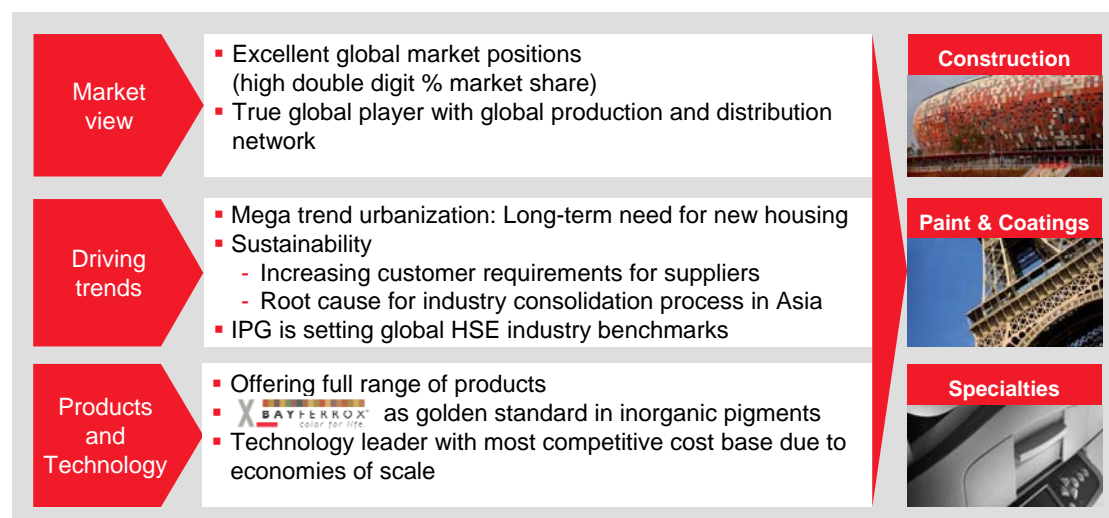 Market
view
▪ Excellent global market positions
(high double digit % market share)
▪ True global player with global production and distribution
network
Driving
trends
▪ Mega trend urbanization: Long-term need for new housing
▪ Sustainability
- Increasing customer requirements for suppliers
- Root cause for industry consolidation process in Asia
▪ IPG is setting global HSE industry benchmarks
Products
and
Technology
▪ Offering full range of products
▪ X BAYFERROX® color for life. as golden standard in inorganic pigments
▪ Technology leader with most competitive cost base due to
economies of scale
Construction
Paint & Coatings
Specialties